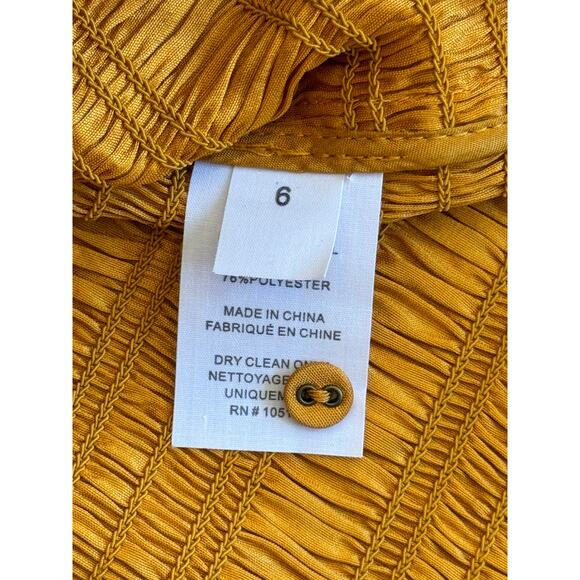 6
76%POLYESTER
MADE IN CHINA
FABRIQUÉ EN CHINE
DRY CLEAN
NETTOYAGE
RN #